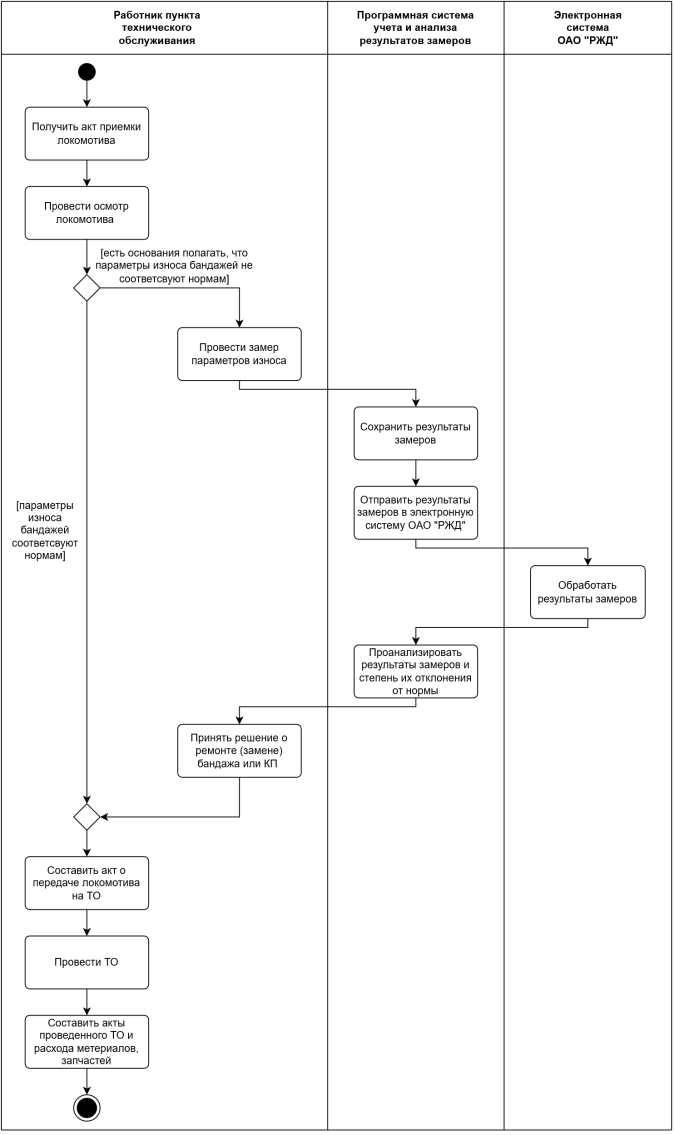 Работник пункта
технического
обслуживания
Программная система
учета и анализа
результатов замеров
Электронная
система
ОАО "РЖД"
Получить акт приемки
локомотива
Провести осмотр
локомотива
[есть основания полагать, что
параметры износа бандажей не
соответсвуют нормам]
Провести замер
параметров износа
Сохранить результаты
замеров
Отправить результаты
замеров в электронную
систему ОАО "РЖД"
[параметры
износа
бандажей
соответсвуют
нормам]
Обработать
результаты замеров
Проанализировать
результаты замеров и
степень их отклонения
от нормы
Принять решение о
ремонте (замене)
бандажа или КП
Составить акт о
передаче локомотива
на ТО
Провести ТО
Составить акты
проведенного ТО и
расхода метериалов,
запчастей